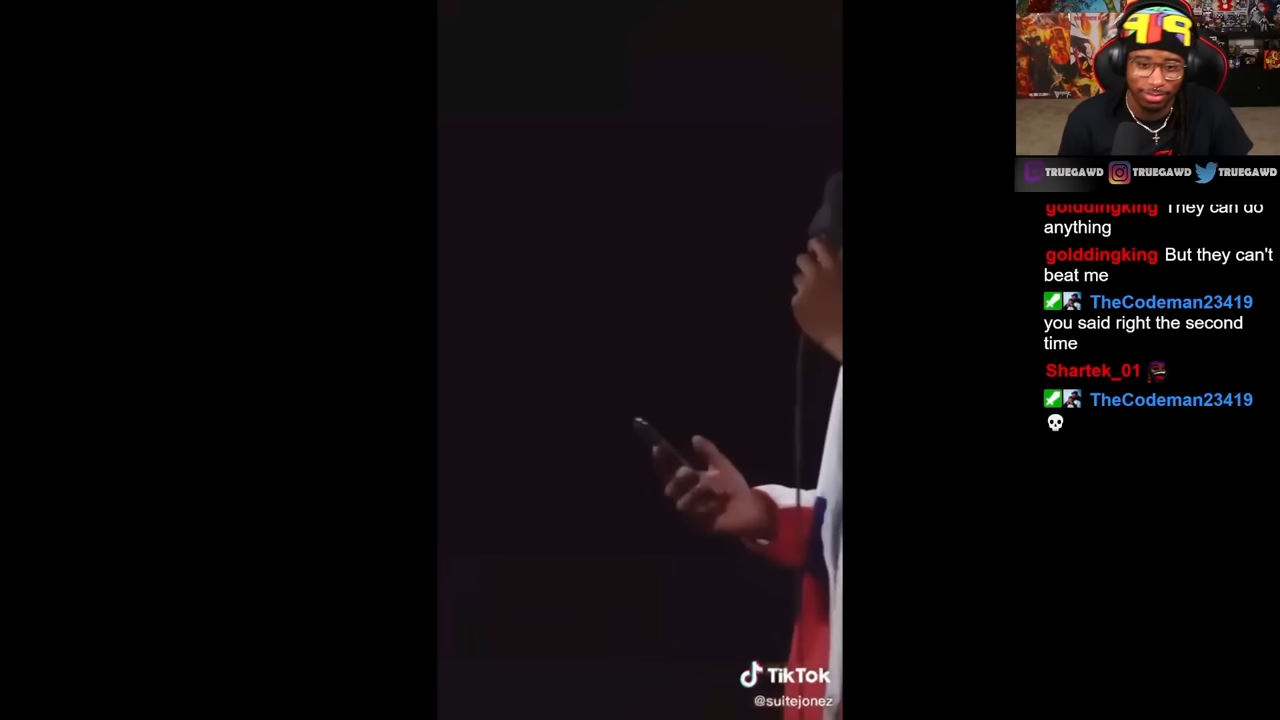 TRUEGAWD TRUEGAWD TRUEGAWD
golddingking They can do
anything
golddingking But they can't
beat me
TheCodeman23419
you said right the second
time
Shartek_01
TheCodeman23419
TikTok
@suitejonez